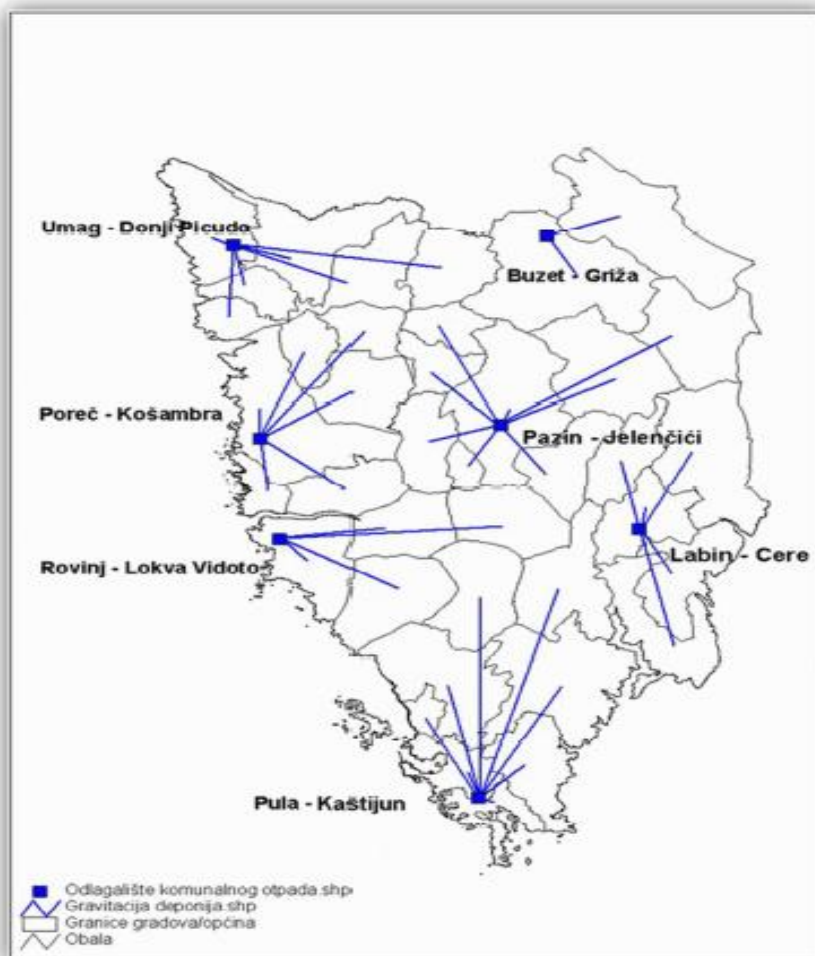 Umag - Donji Picudo
Buzet - Griža
Poreč - Košambra
Pazin - Jelenčići
Rovinj - Lokva Vidoto
Labin - Cere
Pula - Kaštijun
Odlagalište komunalnog otpada.shp
Gravitacija deponija.shp
Granice gradova/općina
Obala